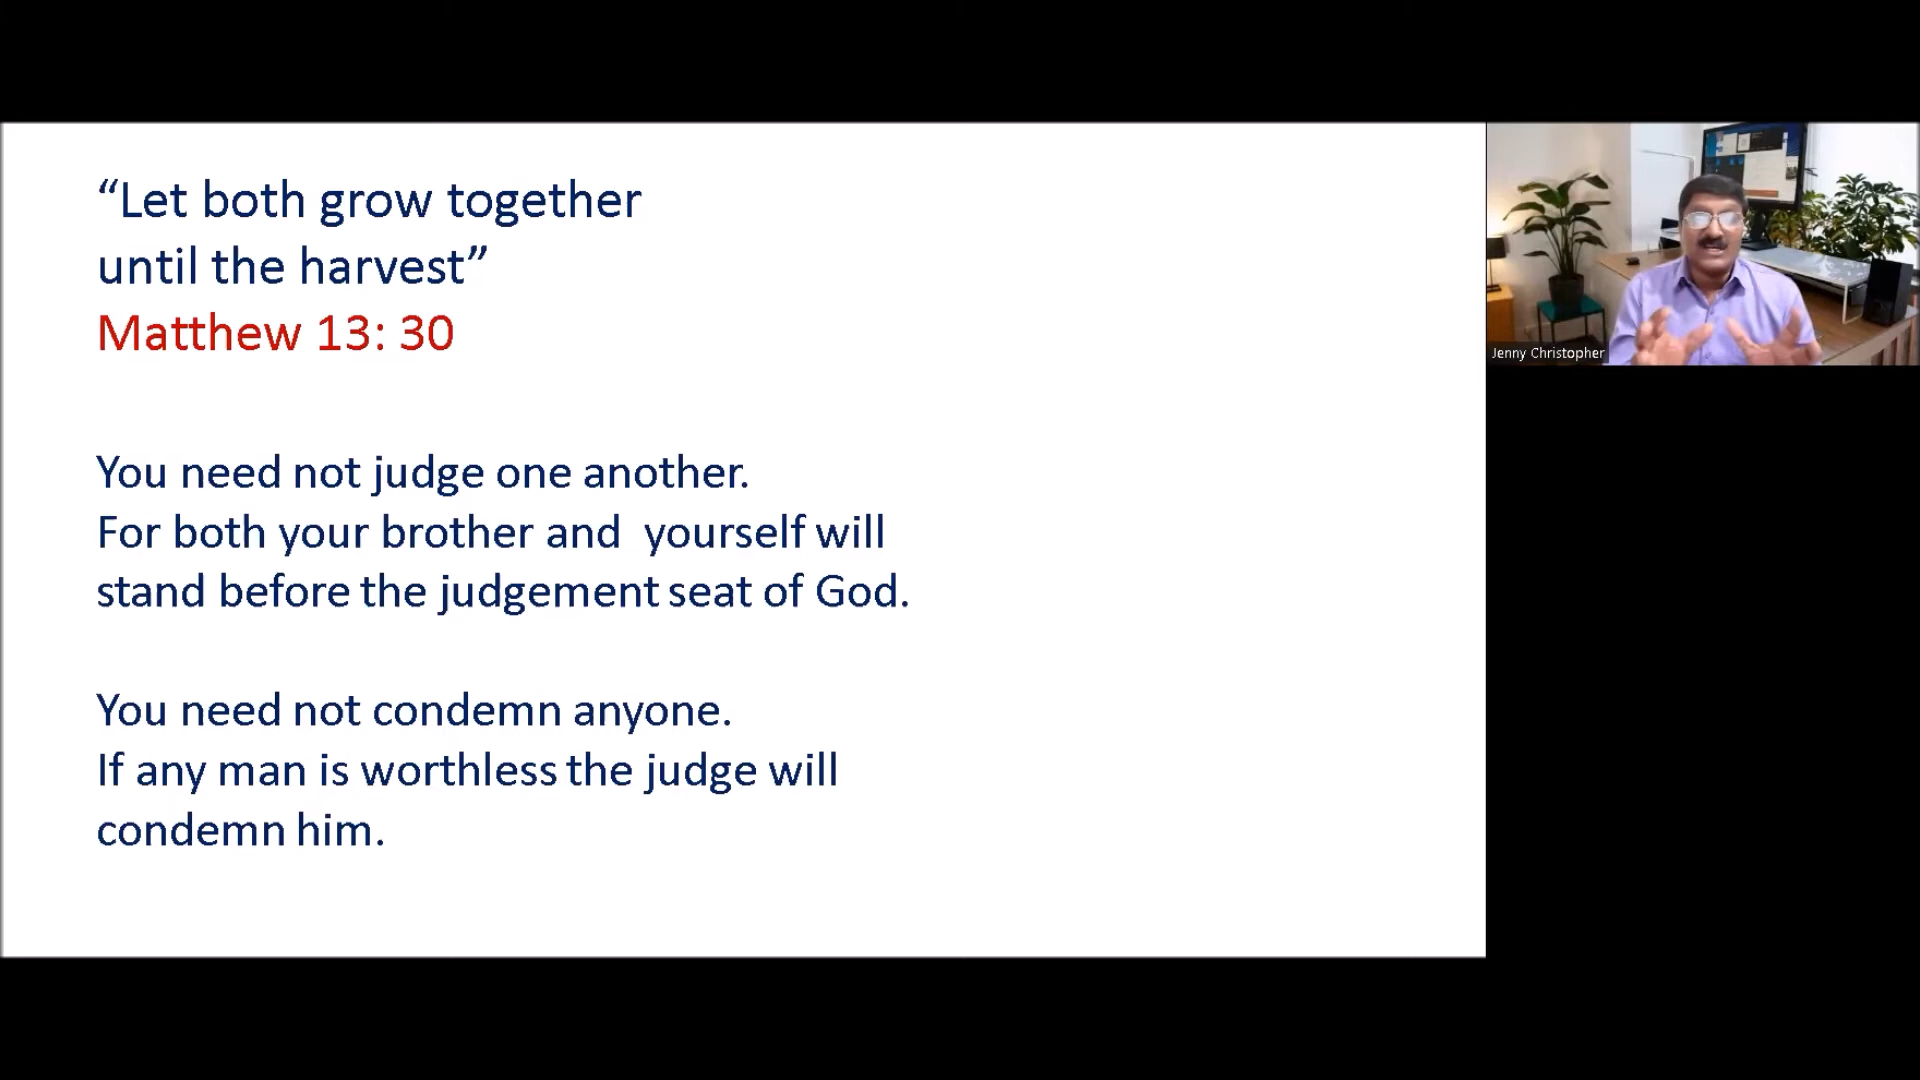 “Let both grow together
until the harvest”
Matthew 13: 30
You need not judge one another.
For both your brother and  yourself will
stand before the judgement seat of God.
You need not condemn anyone.
If any man is worthless the judge will
condemn him.
Jenny Christopher